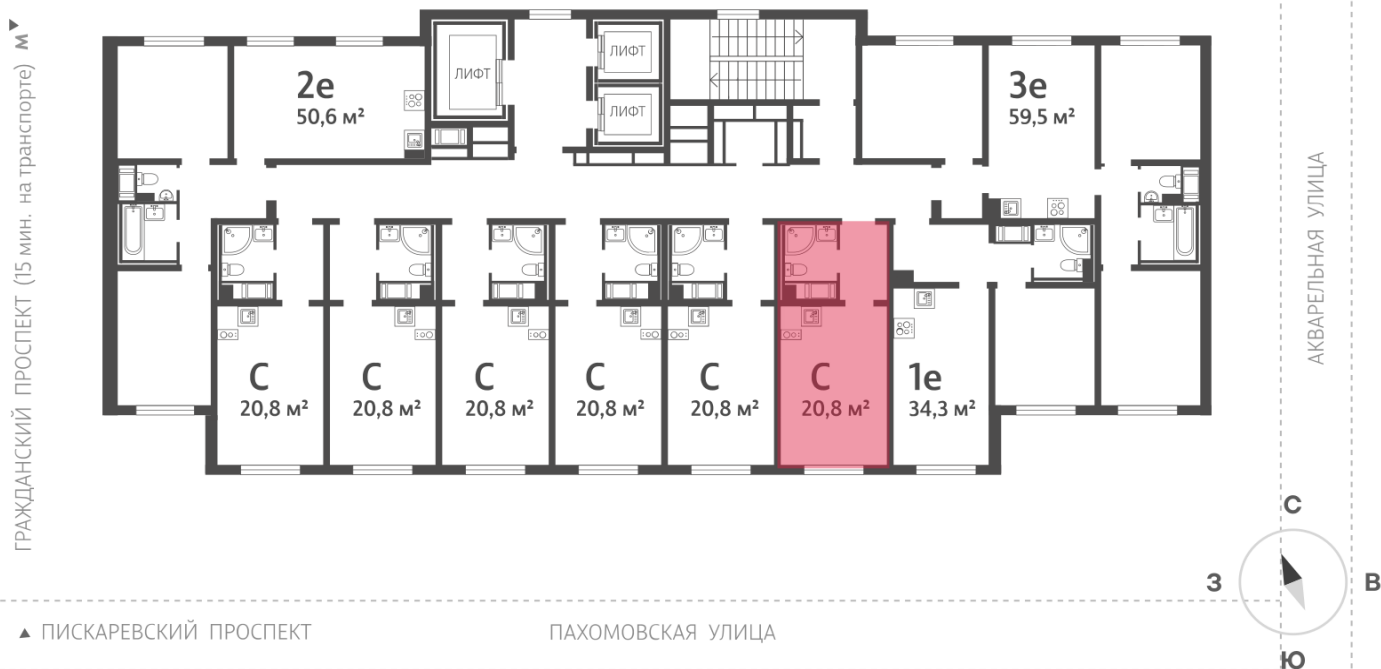 ГРАЖДАНСКИЙ ПРОСПЕКТ (15 мин. на транспорте) м
ЛИФТ
ЛИФТ
ЛИФТ
2е
50,6 м²
3е
59,5 м²
С
20,8 м²
С
20,8 м²
С
20,8 м²
С
20,8 м²
С
20,8 м²
С
20,8 м²
1е
34,3 м²
АКВАРЕЛЬНАЯ УЛИЦА
С
З
В
Ю
ПИСКАРЕВСКИЙ ПРОСПЕКТ
ПАХОМОВСКАЯ УЛИЦА